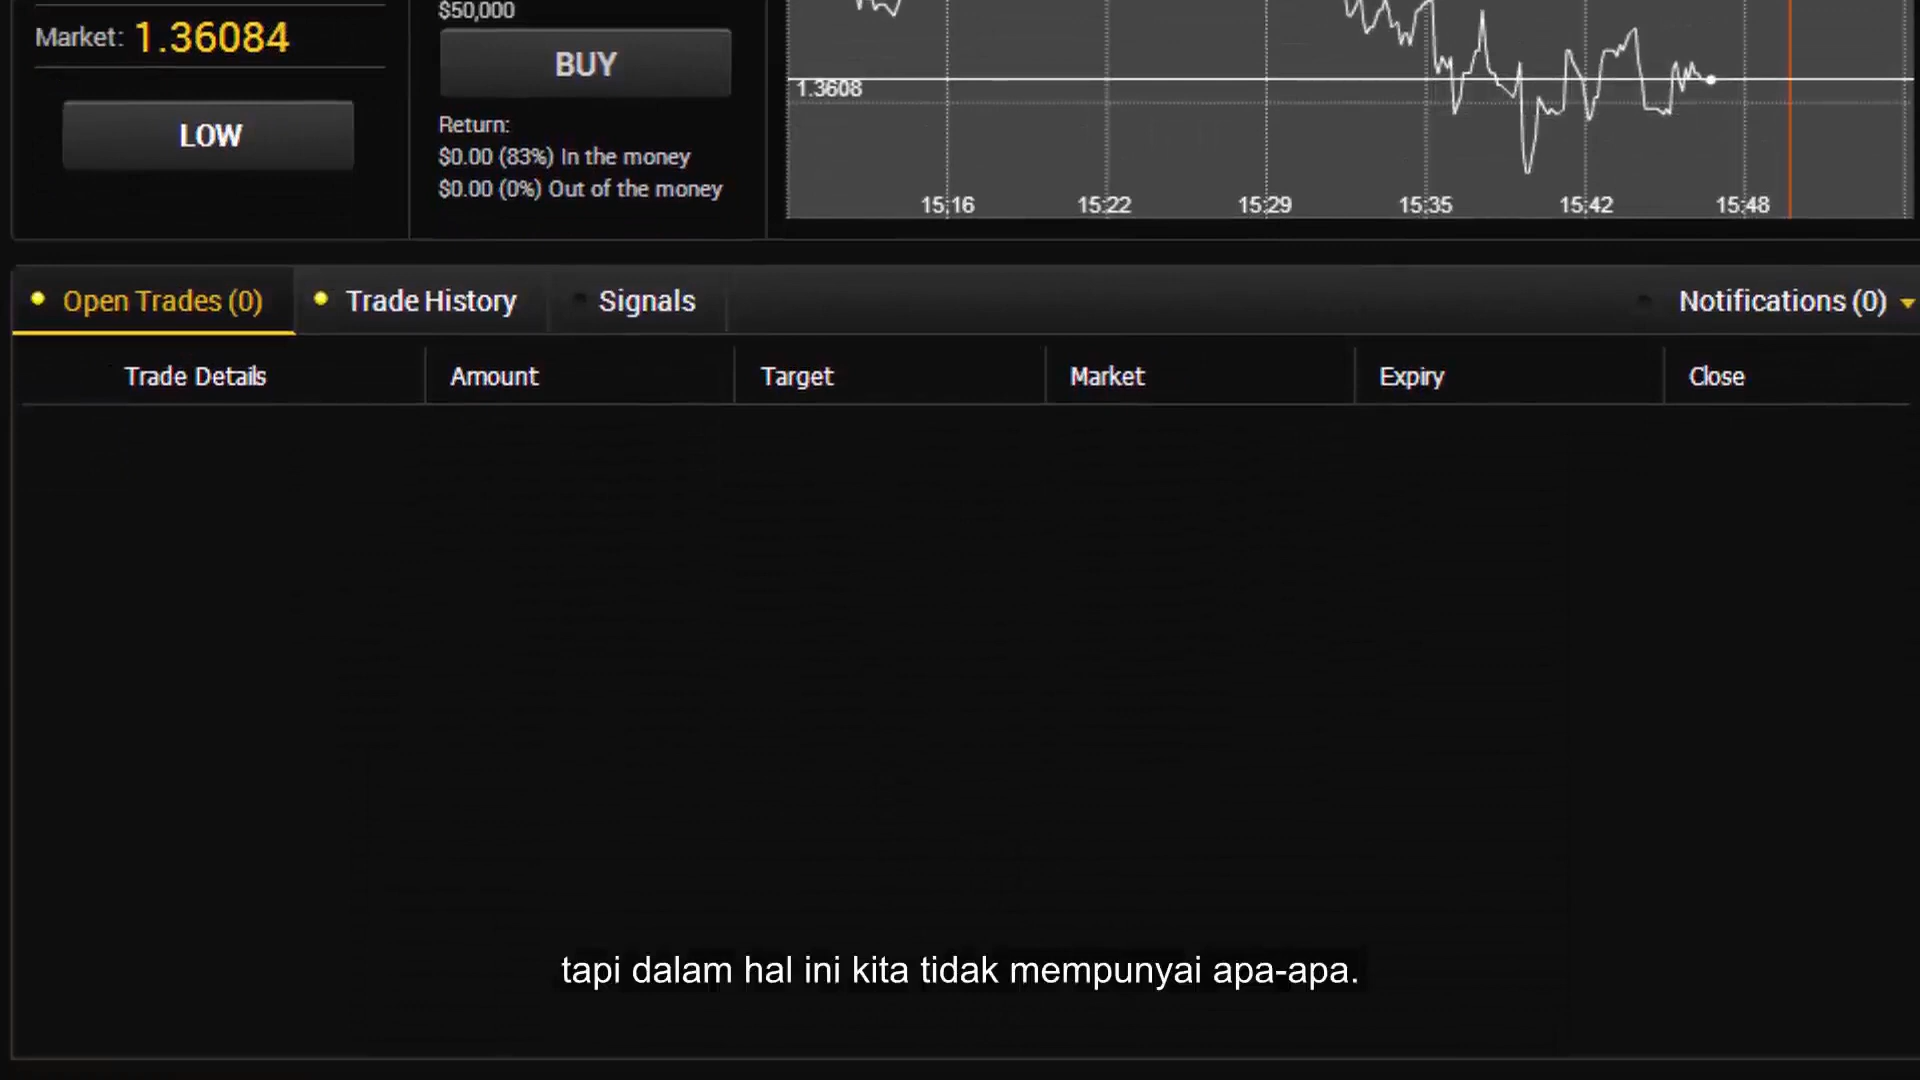 $50,000
Market: 1.36084
BUY
1.3608
LOW
Return:
$0.00 (83%) In the money
$0.00 (0%) Out of the money
15:16 15:22 15:29 15:35 15:42 15:48
Open Trades (0) Trade History Signals Notifications (0)
Trade Details Amount Target Market Expiry Close
tapi dalam hal ini kita tidak mempunyai apa-apa.